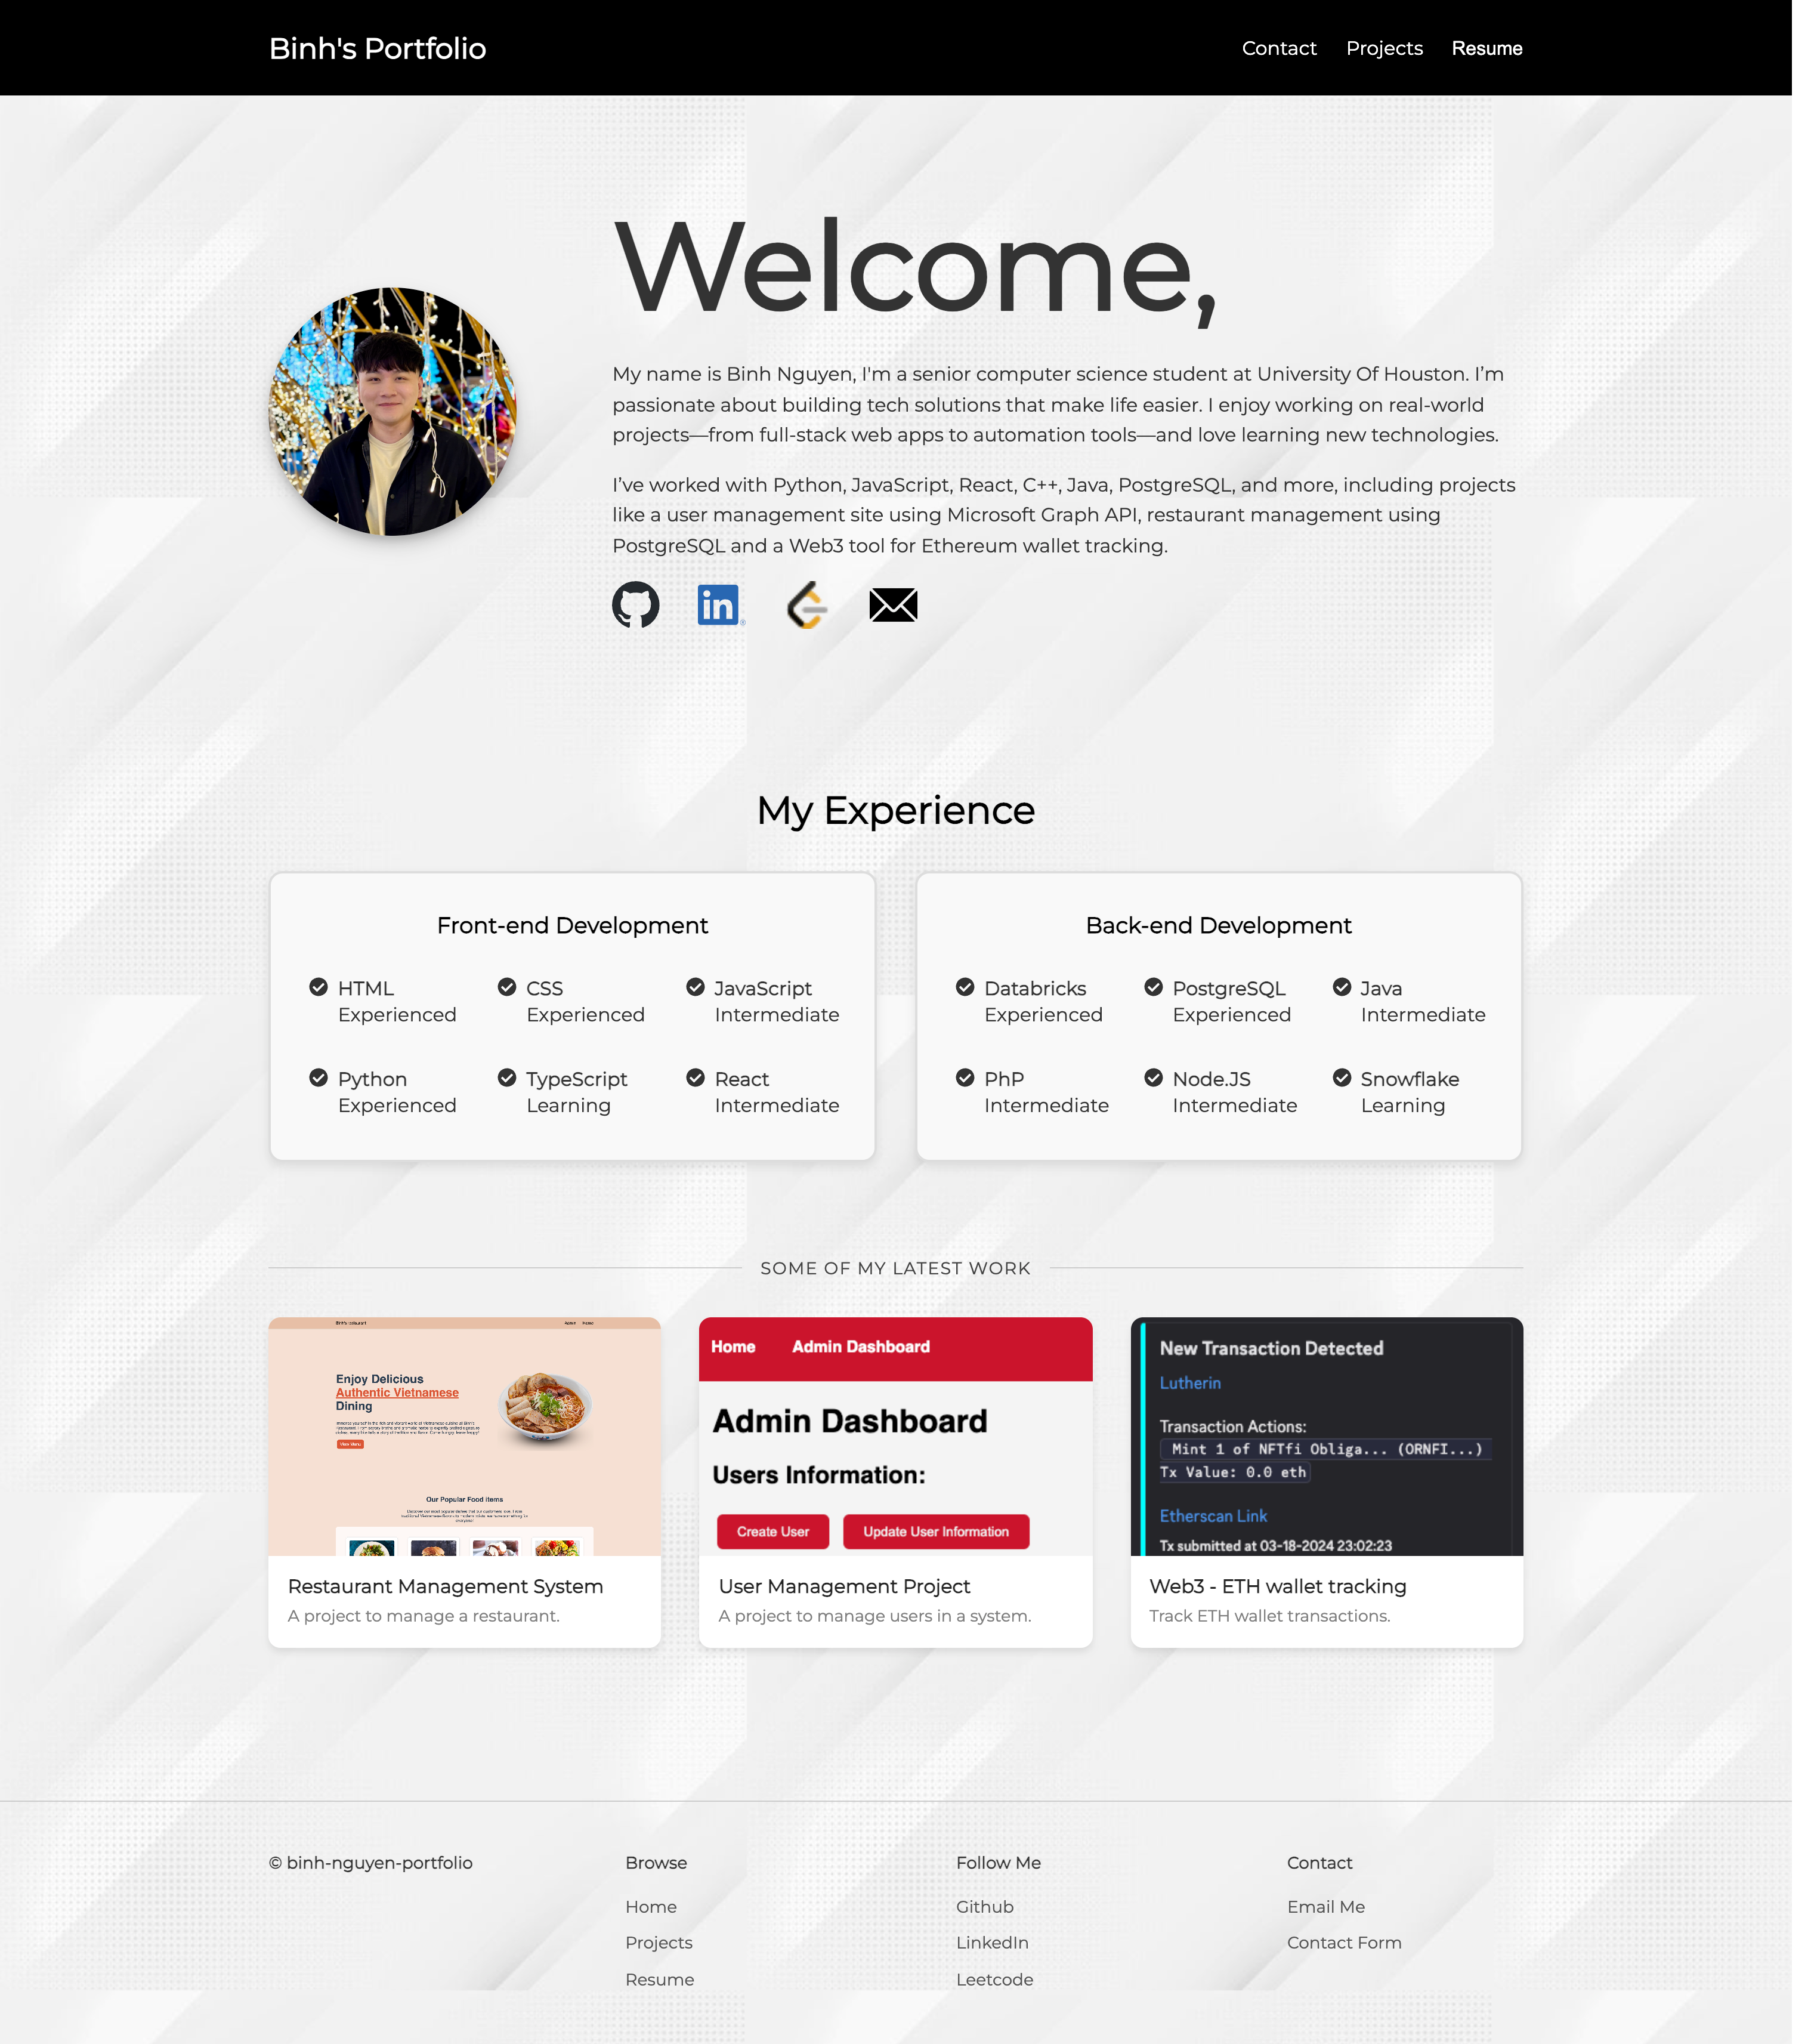 Binh's Portfolio
Contact Projects Resume
Welcome,
My name is Binh Nguyen, I'm a senior computer science student at University Of Houston. I’m
passionate about building tech solutions that make life easier. I enjoy working on real-world
projects—from full-stack web apps to automation tools—and love learning new technologies.
I’ve worked with Python, JavaScript, React, C++, Java, PostgreSQL, and more, including projects
like a user management site using Microsoft Graph API, restaurant management using
PostgreSQL and a Web3 tool for Ethereum wallet tracking.
in
My Experience
Front-end Development
HTML
Experienced
CSS
Experienced
JavaScript
Intermediate
Python
Experienced
TypeScript
Learning
React
Intermediate
Back-end Development
Databricks
Experienced
PostgreSQL
Experienced
Java
Intermediate
PhP
Intermediate
Node.JS
Intermediate
Snowflake
Learning
SOME OF MY LATEST WORK
Enjoy Delicious
Authentic Vietnamese
Dining
View Menu
Our Popular Food items
Restaurant Management System
A project to manage a restaurant.
Home Admin Dashboard
Admin Dashboard
Users Information:
Create User Update User Information
User Management Project
A project to manage users in a system.
New Transaction Detected
Lutherin
Transaction Actions:
Mint 1 of NFTfi Obliga... (ORNFI...)
Tx Value: 0.0 eth
Etherscan Link
Tx submitted at 03-18-2024 23:02:23
Web3 - ETH wallet tracking
Track ETH wallet transactions.
© binh-nguyen-portfolio
Browse
Home
Projects
Resume
Follow Me
Github
LinkedIn
Leetcode
Contact
Email Me
Contact Form